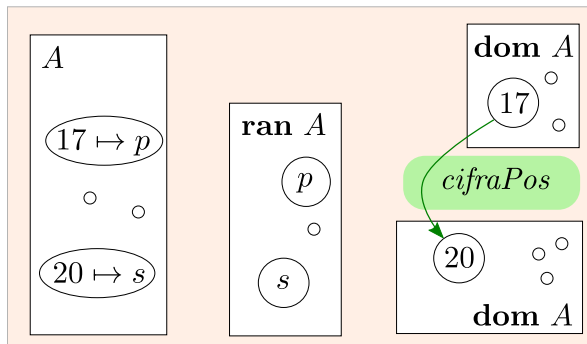 A
17 ↦ p
20 ↦ s
ran A
p
s
dom A
17
cifraPos
20
dom A